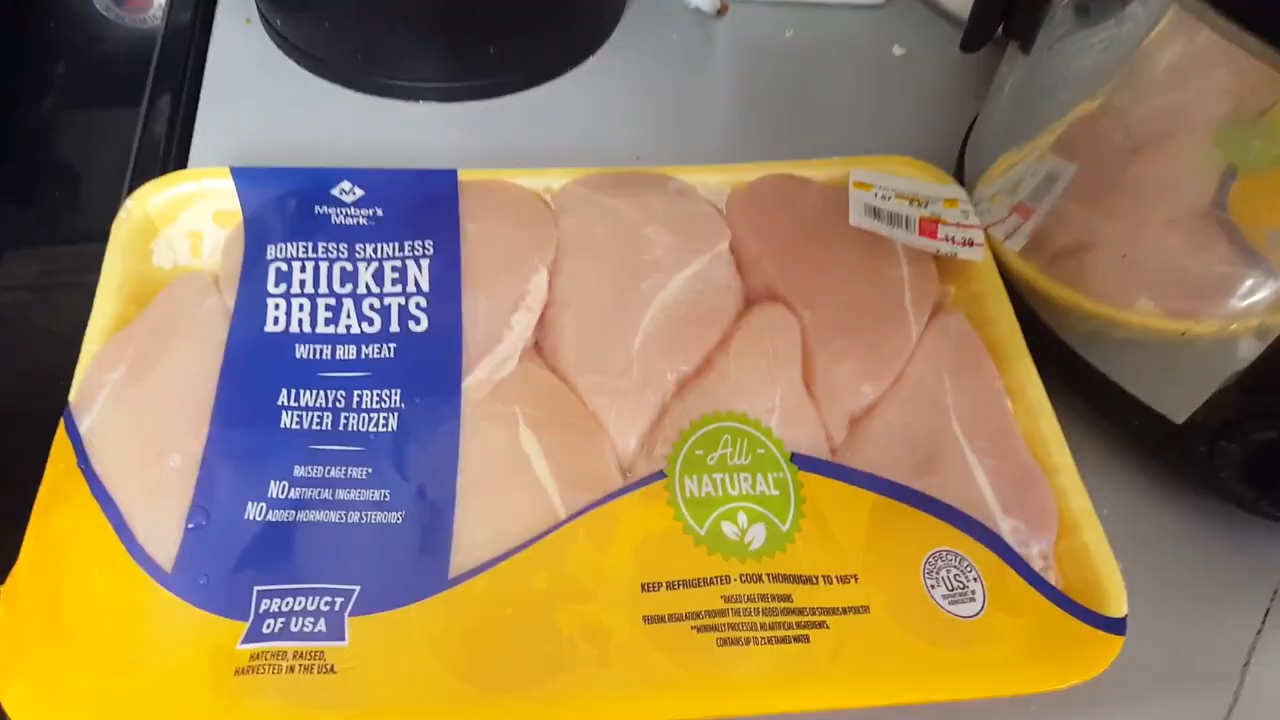 Member's
Mark
BONELESS SKINLESS
CHICKEN
BREASTS
WITH RIB MEAT
ALWAYS FRESH,
NEVER FROZEN
RAISED CAGE FREE*
NO ARTIFICIAL INGREDIENTS
NO ADDED HORMONES OR STEROIDS†
PRODUCT
OF USA
HATCHED, RAISED,
HARVESTED IN THE USA.
- All -
NATURAL**
KEEP REFRIGERATED - COOK THOROUGHLY TO 165°F
*RAISED CAGE FREE IN BARNS
†FEDERAL REGULATIONS PROHIBIT THE USE OF ADDED HORMONES OR STEROIDS IN POULTRY
**MINIMALLY PROCESSED, NO ARTIFICIAL INGREDIENTS,
CONTAINS UP TO 2% RETAINED WATER
INSPECTED
U.S.
DEPARTMENT OF
AGRICULTURE